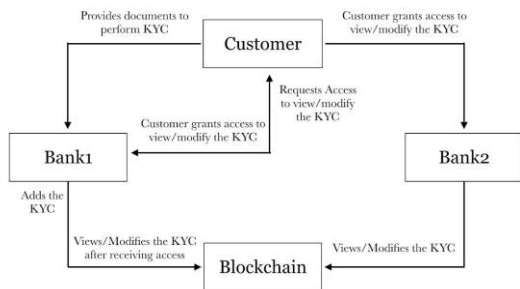 Provides documents to
perform KYC
Customer grants access to
view/modify the KYC
Customer
Requests Access
to view/modify
the KYC
Customer grants access to
view/modify the KYC
Bank1
Bank2
Adds the
KYC
Views/Modifies the KYC
after receiving access
Views/Modifies the KYC
Blockchain